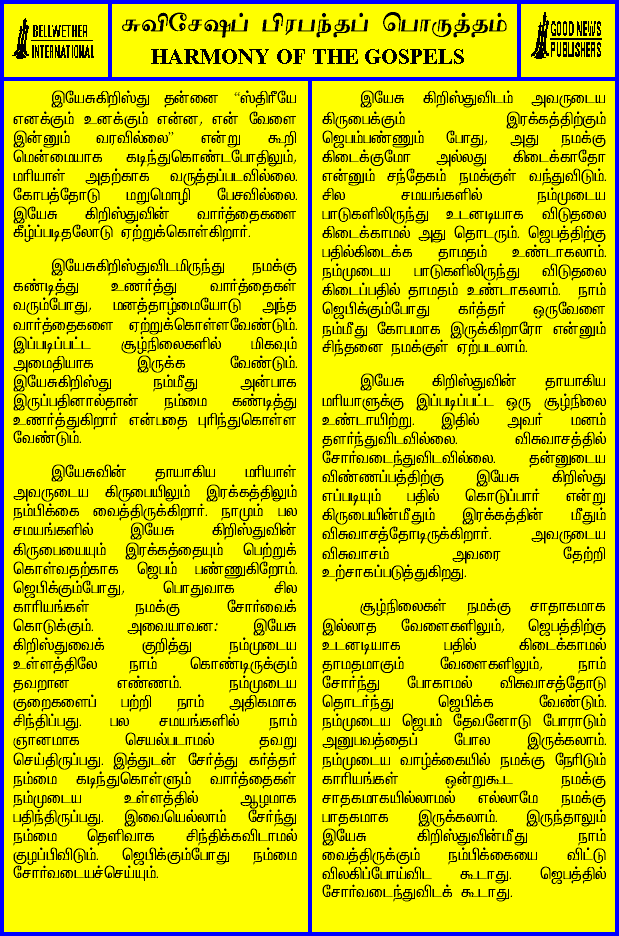 BELLWETHER
INTERNATIONAL
சுவிசேஷப் பிரபந்தப் பொருத்தம்
HARMONY OF THE GOSPELS
GOOD NEWS
PUBLISHERS
இயேசுகிறிஸ்து தன்னை “ஸ்திரீயே
எனக்கும் உனக்கும் என்ன, என் வேளை
இன்னும் வரவில்லை” என்று கூறி
மென்மையாக கடிந்துகொண்டபோதிலும்,
மரியாள் அதற்காக வருத்தப்படவில்லை.
கோபத்தோடு மறுமொழி பேசவில்லை.
இயேசு கிறிஸ்துவின் வார்த்தைகளை
கீழ்ப்படிதலோடு ஏற்றுக்கொள்கிறார்.
இயேசுகிறிஸ்துவிடமிருந்து நமக்கு
கண்டித்து உணர்த்து வார்த்தைகள்
வரும்போது, மனத்தாழ்மையோடு அந்த
வார்த்தைகளை ஏற்றுக்கொள்ளவேண்டும்.
இப்படிப்பட்ட சூழ்நிலைகளில் மிகவும்
அமைதியாக இருக்க வேண்டும்.
இயேசுகிறிஸ்து நம்மீது அன்பாக
இருப்பதினால்தான் நம்மை கண்டித்து
உணர்த்துகிறார் என்பதை புரிந்துகொள்ள
வேண்டும்.
இயேசுவின் தாயாகிய மரியாள்
அவருடைய கிருபையிலும் இரக்கத்திலும்
நம்பிக்கை வைத்திருக்கிறார். நாமும் பல
சமயங்களில் இயேசு கிறிஸ்துவின்
கிருபையையும் இரக்கத்தையும் பெற்றுக்
கொள்வதற்காக ஜெபம் பண்ணுகிறோம்.
ஜெபிக்கும்போது, பொதுவாக சில
காரியங்கள் நமக்கு சோர்வைக்
கொடுக்கும். அவையாவன: இயேசு
கிறிஸ்துவைக் குறித்து நம்முடைய
உள்ளத்திலே நாம் கொண்டிருக்கும்
தவறான எண்ணம். நம்முடைய
குறைகளைப் பற்றி நாம் அதிகமாக
சிந்திப்பது. பல சமயங்களில் நாம்
ஞானமாக செயல்படாமல் தவறு
செய்திருப்பது. இத்துடன் சேர்த்து கர்த்தர்
நம்மை கடிந்துகொள்ளும் வார்த்தைகள்
நம்முடைய உள்ளத்தில் ஆழமாக
பதிந்திருப்பது. இவையெல்லாம் சேர்ந்து
நம்மை தெளிவாக சிந்திக்கவிடாமல்
குழப்பிவிடும். ஜெபிக்கும்போது நம்மை
சோர்வடையச்செய்யும்.
இயேசு கிறிஸ்துவிடம் அவருடைய
கிருபைக்கும் இரக்கத்திற்கும்
ஜெபம்பண்ணும் போது, அது நமக்கு
கிடைக்குமோ அல்லது கிடைக்காதோ
என்னும் சந்தேகம் நமக்குள் வந்துவிடும்.
சில சமயங்களில் நம்முடைய
பாடுகளிலிருந்து உடனடியாக விடுதலை
கிடைக்காமல் அது தொடரும். ஜெபத்திற்கு
பதில்கிடைக்க தாமதம் உண்டாகலாம்.
நம்முடைய பாடுகளிலிருந்து விடுதலை
கிடைப்பதில் தாமதம் உண்டாகலாம். நாம்
ஜெபிக்கும்போது கர்த்தர் ஒருவேளை
நம்மீது கோபமாக இருக்கிறாரோ என்னும்
சிந்தனை நமக்குள் ஏற்படலாம்.
இயேசு கிறிஸ்துவின் தாயாகிய
மரியாளுக்கு இப்படிப்பட்ட ஒரு சூழ்நிலை
உண்டாயிற்று. இதில் அவர் மனம்
தளர்ந்துவிடவில்லை. விசுவாசத்தில்
சோர்வடைந்துவிடவில்லை. தன்னுடைய
விண்ணப்பத்திற்கு இயேசு கிறிஸ்து
எப்படியும் பதில் கொடுப்பார் என்று
கிருபையின்மீதும் இரக்கத்தின் மீதும்
விசுவாசத்தோடிருக்கிறார். அவருடைய
விசுவாசம் அவரை தேற்றி
உற்சாகப்படுத்துகிறது.
சூழ்நிலைகள் நமக்கு சாதாகமாக
இல்லாத வேளைகளிலும், ஜெபத்திற்கு
உடனடியாக பதில் கிடைக்காமல்
தாமதமாகும் வேளைகளிலும், நாம்
சோர்ந்து போகாமல் விசுவாசத்தோடு
தொடர்ந்து ஜெபிக்க வேண்டும்.
நம்முடைய ஜெபம் தேவனோடு போராடும்
அனுபவத்தைப் போல இருக்கலாம்.
நம்முடைய வாழ்க்கையில் நமக்கு நேரிடும்
காரியங்கள் ஒன்றுகூட நமக்கு
சாதகமாகயில்லாமல் எல்லாமே நமக்கு
பாதகமாக இருக்கலாம். இருந்தாலும்
இயேசு கிறிஸ்துவின்மீது நாம்
வைத்திருக்கும் நம்பிக்கையை விட்டு
விலகிப்போய்விட கூடாது. ஜெபத்தில்
சோர்வடைந்துவிடக் கூடாது.